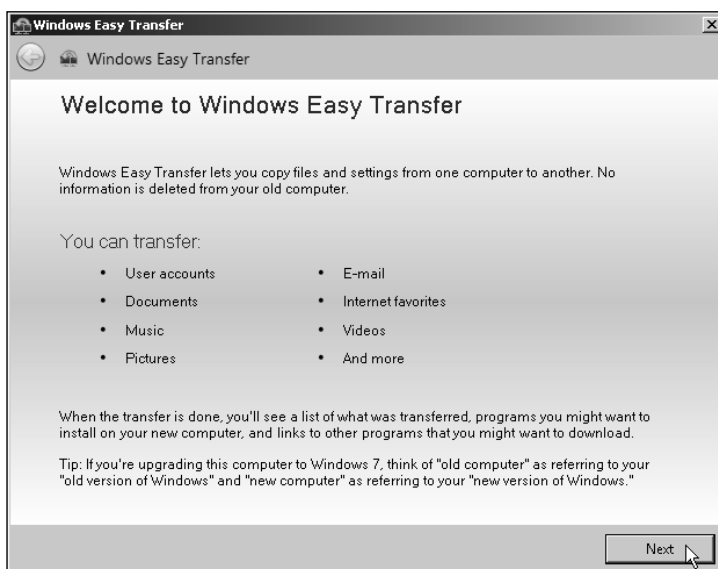 Windows Easy Transfer
Windows Easy Transfer
Welcome to Windows Easy Transfer
Windows Easy Transfer lets you copy files and settings from one computer to another. No
information is deleted from your old computer.
You can transfer:
• User accounts
• Documents
• Music
• Pictures
• E-mail
• Internet favorites
• Videos
• And more
When the transfer is done, you'll see a list of what was transferred, programs you might want to
install on your new computer, and links to other programs that you might want to download.
Tip: If you're upgrading this computer to Windows 7, think of "old computer" as referring to your
"old version of Windows" and "new computer" as referring to your "new version of Windows."
Next